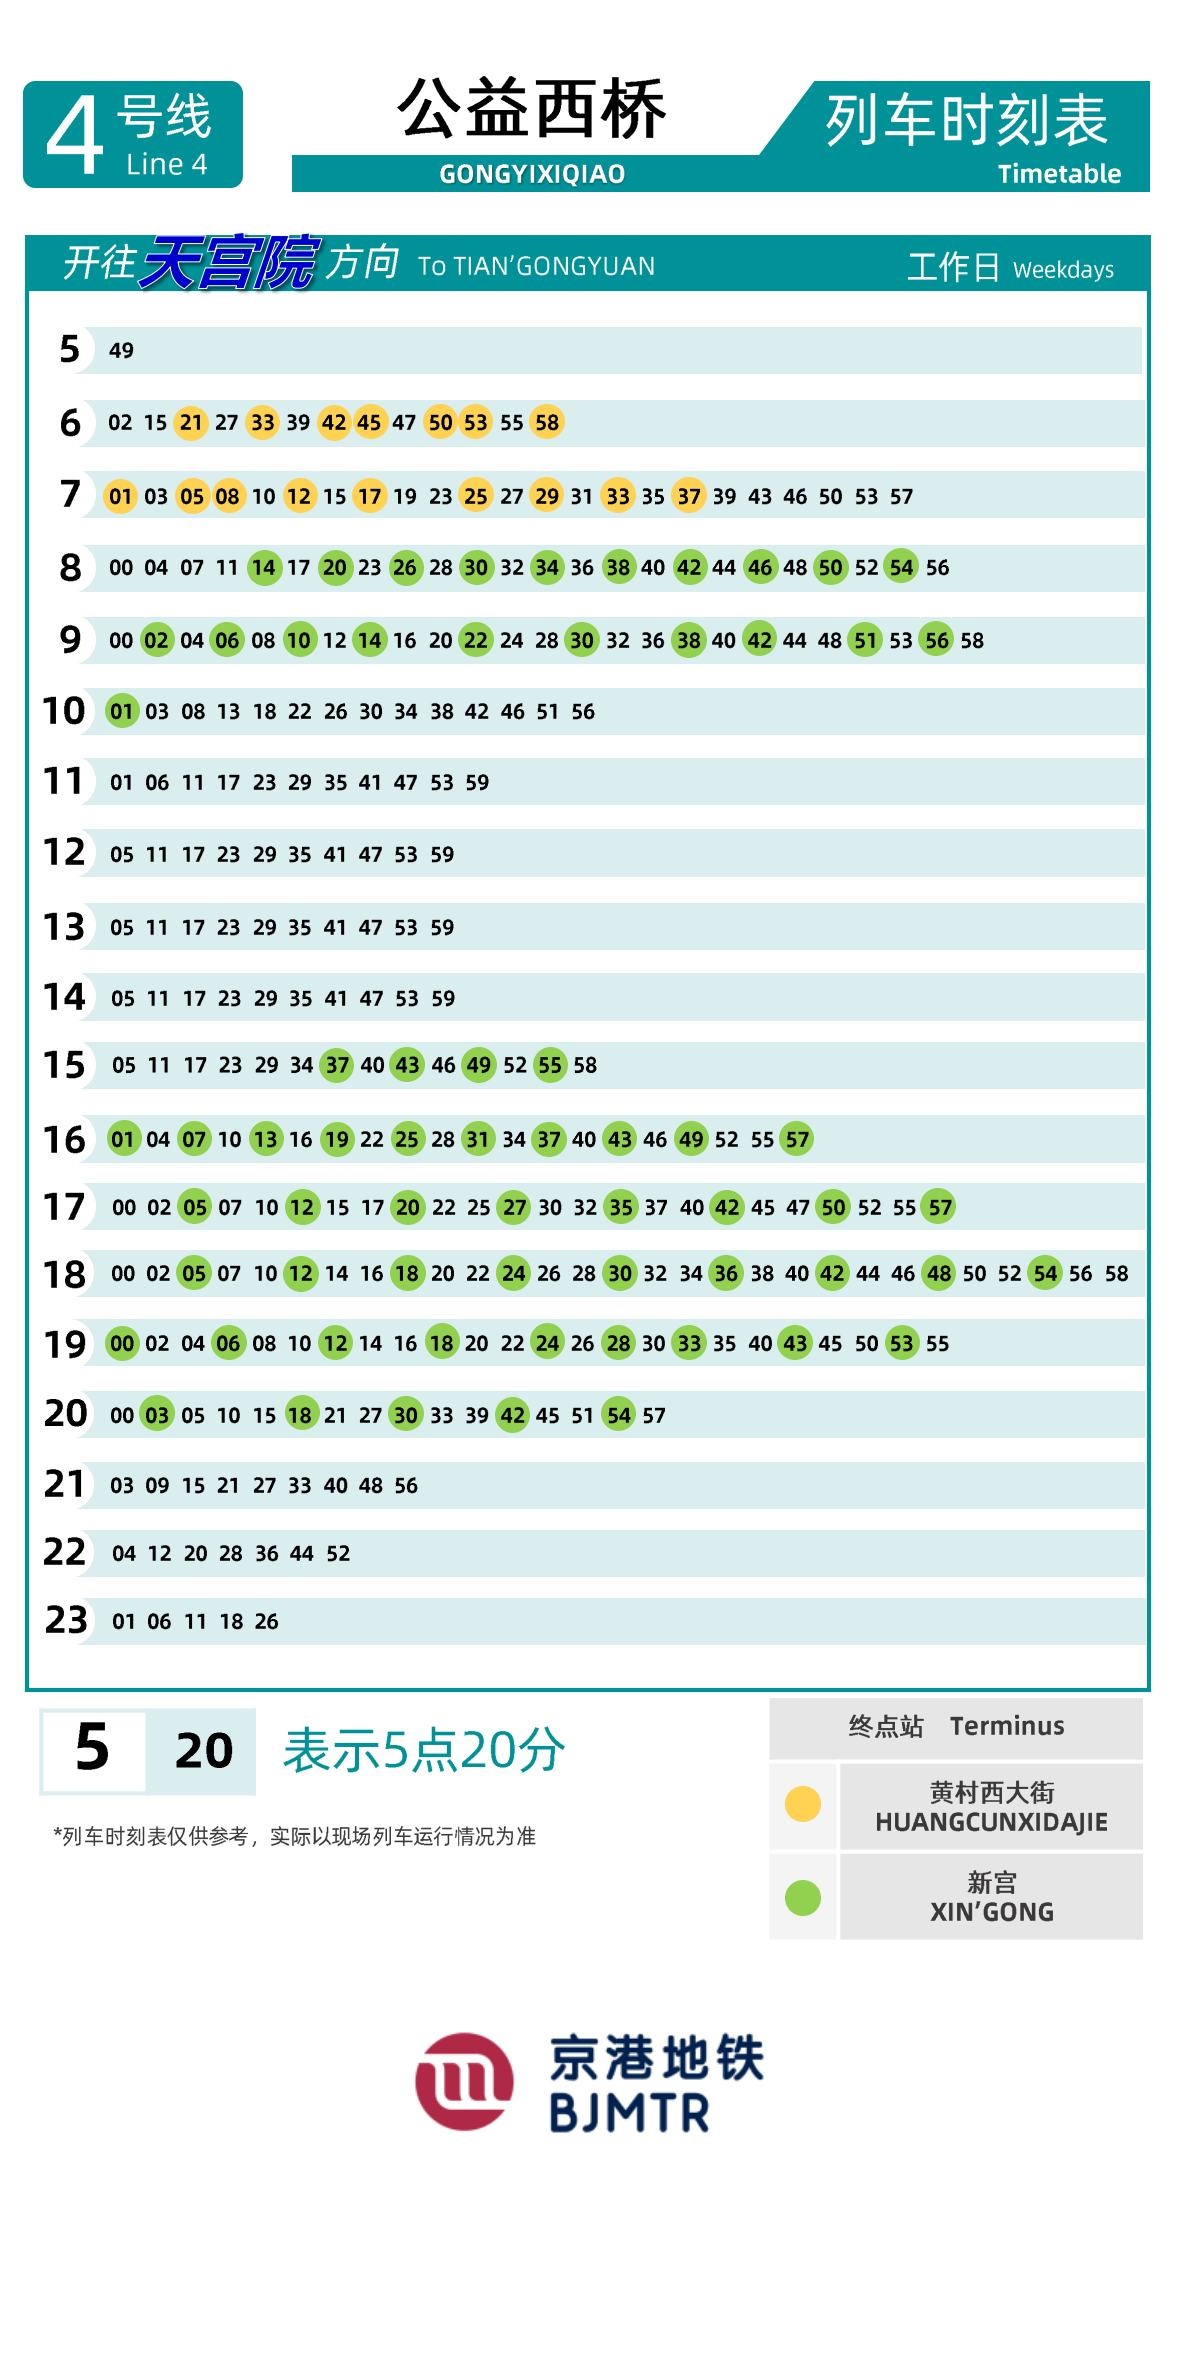 4号线
Line 4
公益西桥
GONGYIXIQIAO
列车时刻表
Timetable
开往天宫院方向 To TIAN’GONGYUAN 工作日 Weekdays
5 49
6 02 15 21 27 33 39 42 45 47 50 53 55 58
7 01 03 05 08 10 12 15 17 19 23 25 27 29 31 33 35 37 39 43 46 50 53 57
8 00 04 07 11 14 17 20 23 26 28 30 32 34 36 38 40 42 44 46 48 50 52 54 56
9 00 02 04 06 08 10 12 14 16 20 22 24 28 30 32 36 38 40 42 44 48 51 53 56 58
10 01 03 08 13 18 22 26 30 34 38 42 46 51 56
11 01 06 11 17 23 29 35 41 47 53 59
12 05 11 17 23 29 35 41 47 53 59
13 05 11 17 23 29 35 41 47 53 59
14 05 11 17 23 29 35 41 47 53 59
15 05 11 17 23 29 34 37 40 43 46 49 52 55 58
16 01 04 07 10 13 16 19 22 25 28 31 34 37 40 43 46 49 52 55 57
17 00 02 05 07 10 12 15 17 20 22 25 27 30 32 35 37 40 42 45 47 50 52 55 57
18 00 02 05 07 10 12 14 16 18 20 22 24 26 28 30 32 34 36 38 40 42 44 46 48 50 52 54 56 58
19 00 02 04 06 08 10 12 14 16 18 20 22 24 26 28 30 33 35 40 43 45 50 53 55
20 00 03 05 10 15 18 21 27 30 33 39 42 45 51 54 57
21 03 09 15 21 27 33 40 48 56
22 04 12 20 28 36 44 52
23 01 06 11 18 26
5 20 表示5点20分
*列车时刻表仅供参考，实际以现场列车运行情况为准
终点站 Terminus
黄村西大街
HUANGCUNXIDAJIE
新宫
XIN’GONG
京港地铁
BJMTR